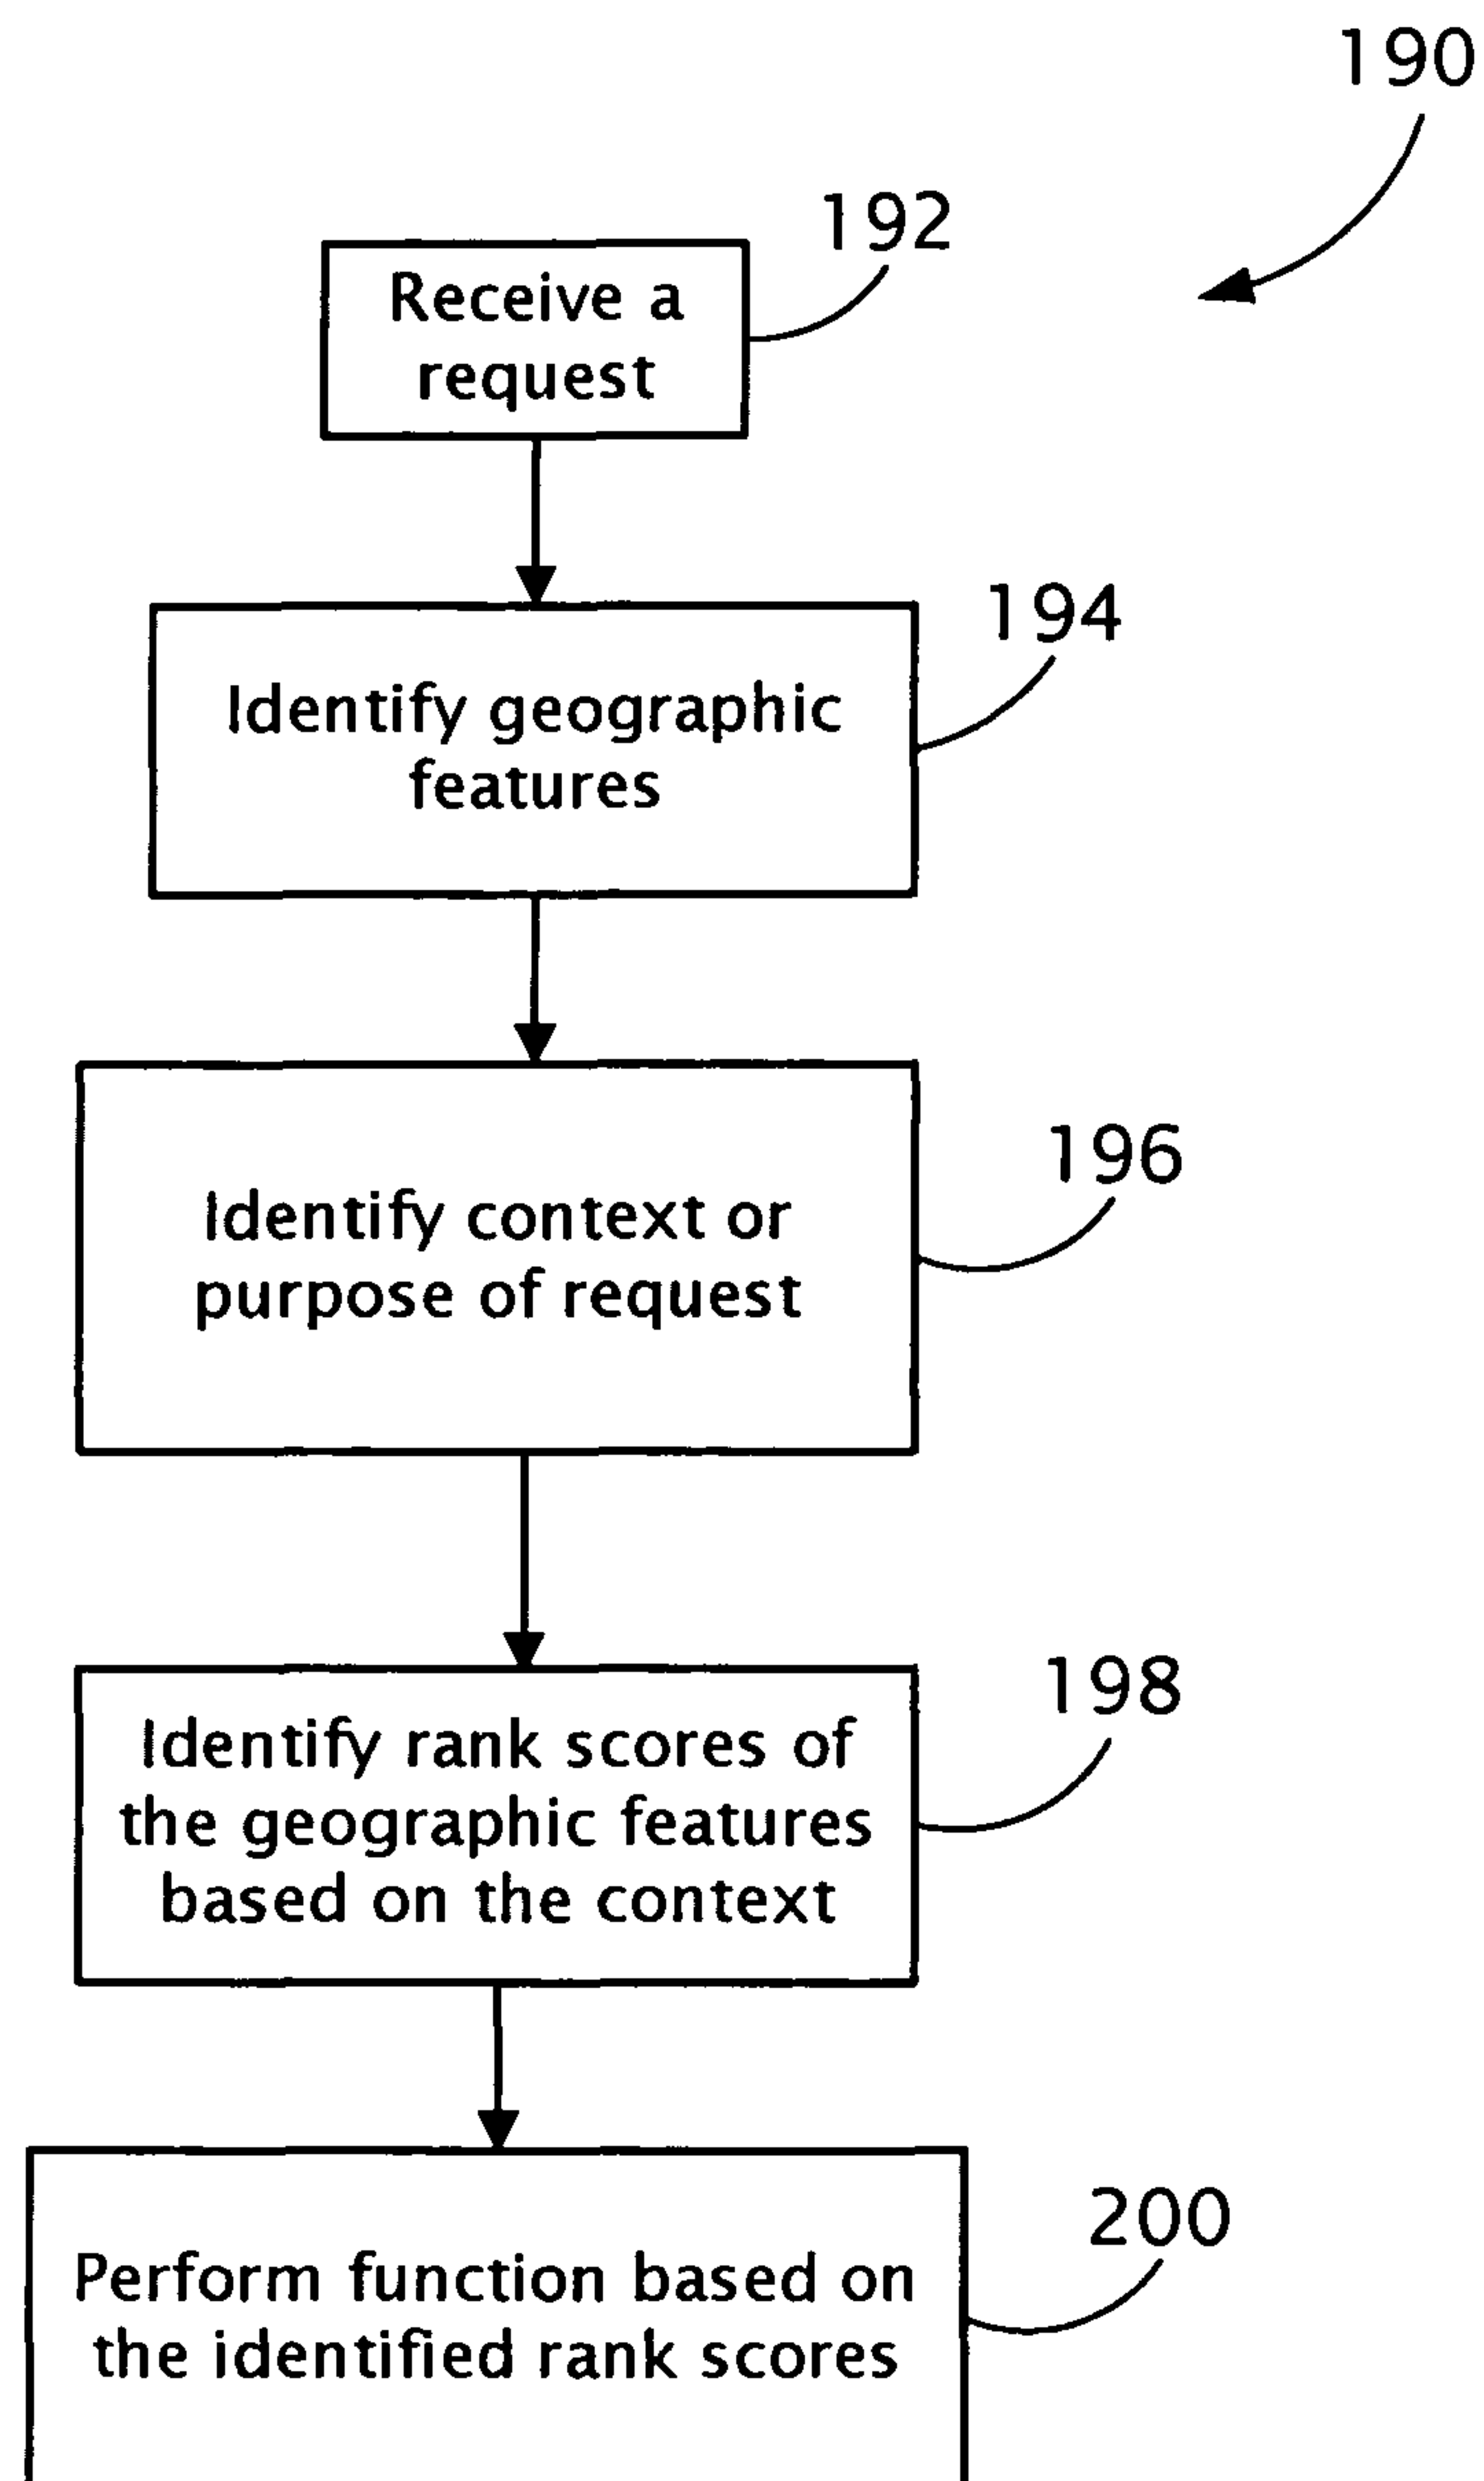 190
192
Receive a
request
194
Identify geographic
features
196
Identify context or
purpose of request
198
Identify rank scores of
the geographic features
based on the context
200
Perform function based on
the identified rank scores